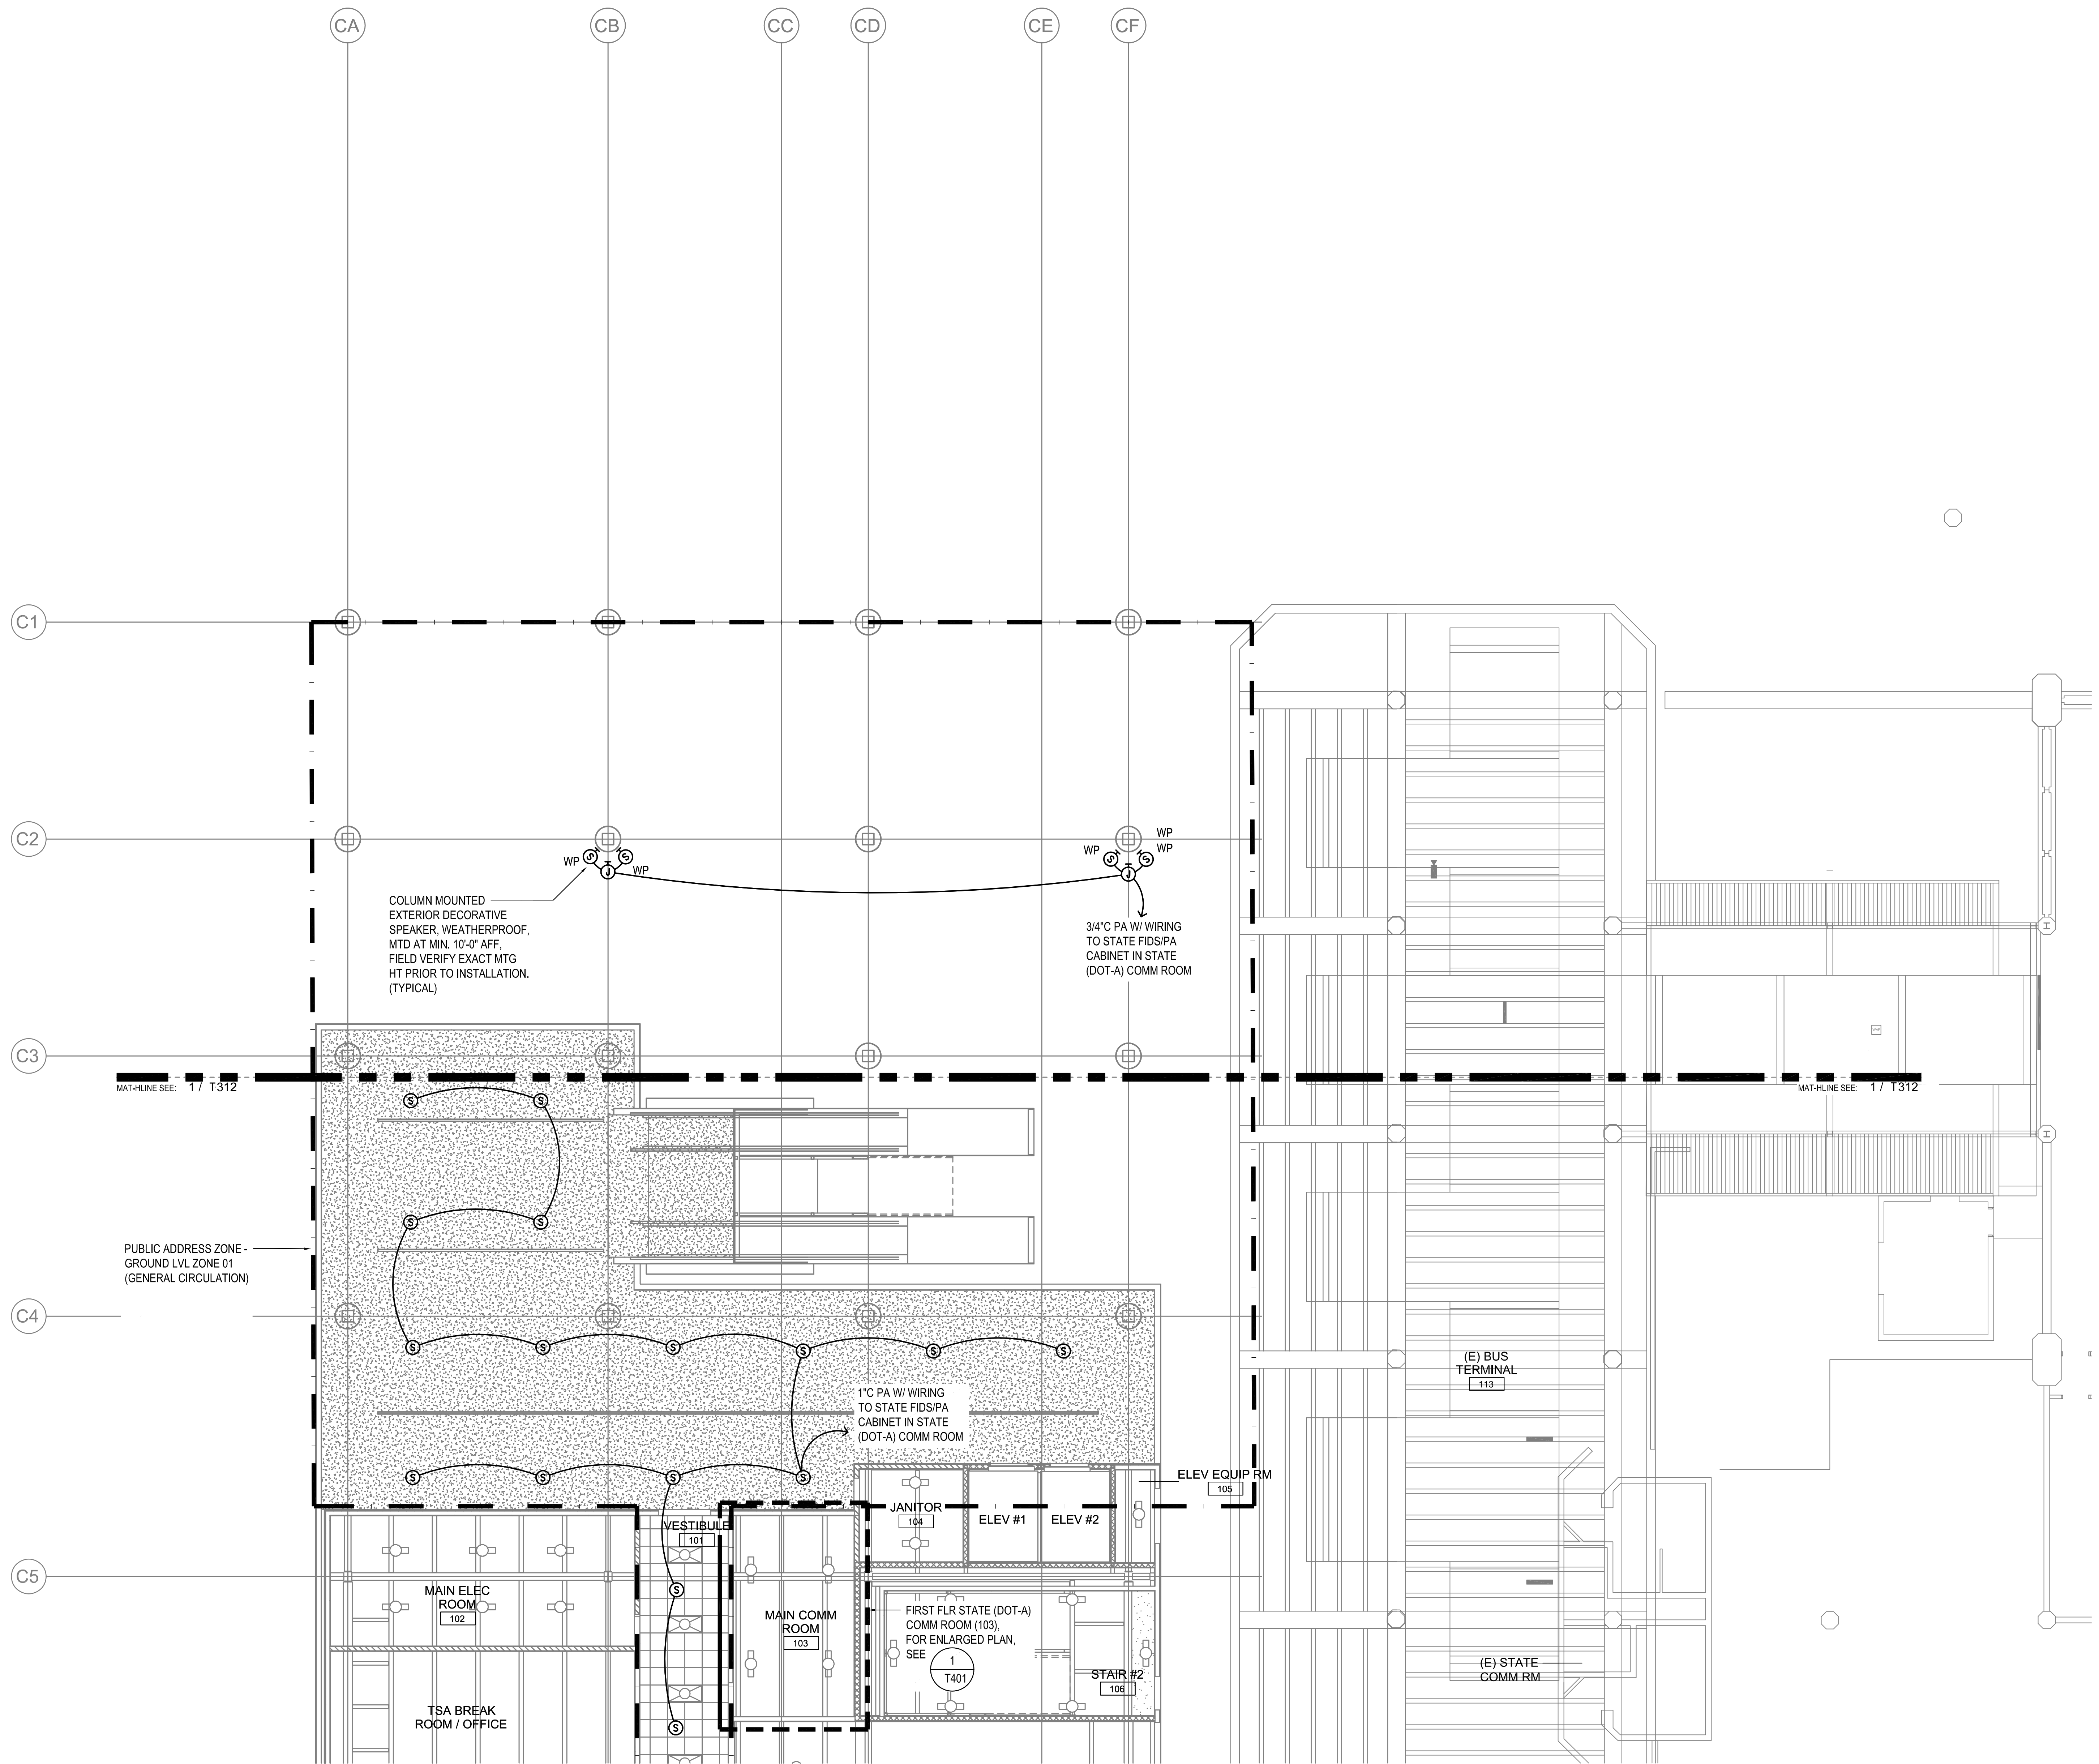 CA
CB
CC
CD
CE
CF
C1
C2
WP
WP
WP
WP
WP
S
S
J
S
S
J
COLUMN MOUNTED
EXTERIOR DECORATIVE
SPEAKER, WEATHERPROOF,
MTD AT MIN. 10'-0" AFF,
FIELD VERIFY EXACT MTG
HT PRIOR TO INSTALLATION.
(TYPICAL)
3/4"C PA W/ WIRING
TO STATE FIDS/PA
CABINET IN STATE
(DOT-A) COMM ROOM
H
C3
MAT-HLINE SEE: 1 / T312
MAT-HLINE SEE: 1 / T312
S
S
H
S
S
PUBLIC ADDRESS ZONE -
GROUND LVL ZONE 01
(GENERAL CIRCULATION)
C4
S
S
S
S
S
S
(E) BUS
TERMINAL
113
1"C PA W/ WIRING
TO STATE FIDS/PA
CABINET IN STATE
(DOT-A) COMM ROOM
S
S
S
S
ELEV EQUIP RM
105
JANITOR
104
ELEV #1
ELEV #2
VESTIBULE
101
C5
MAIN ELEC
ROOM
102
S
MAIN COMM
ROOM
103
FIRST FLR STATE (DOT-A)
COMM ROOM (103),
FOR ENLARGED PLAN,
SEE
1
T401
STAIR #2
106
(E) STATE
COMM RM
TSA BREAK
ROOM / OFFICE
S